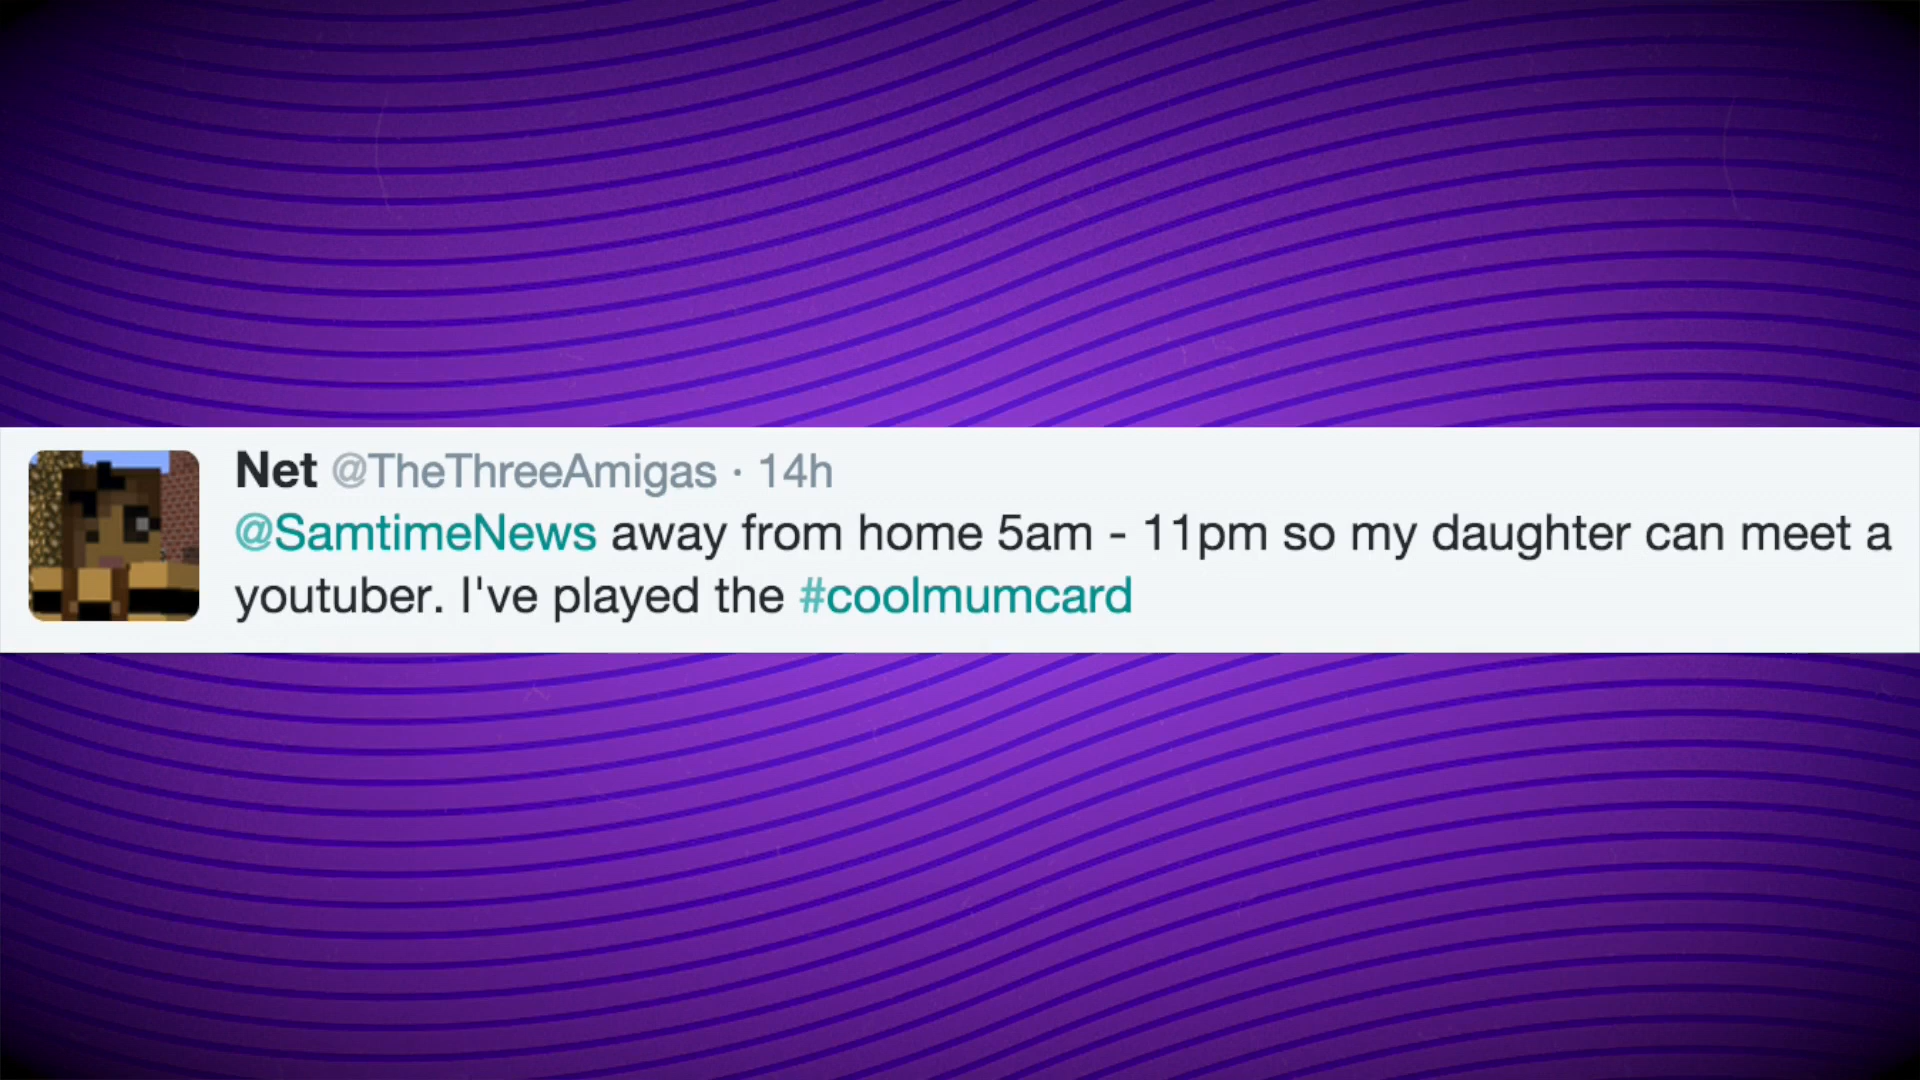 Net @TheThreeAmigas · 14h
@SamtimeNews away from home 5am - 11pm so my daughter can meet a
youtuber. I've played the #coolmumcard